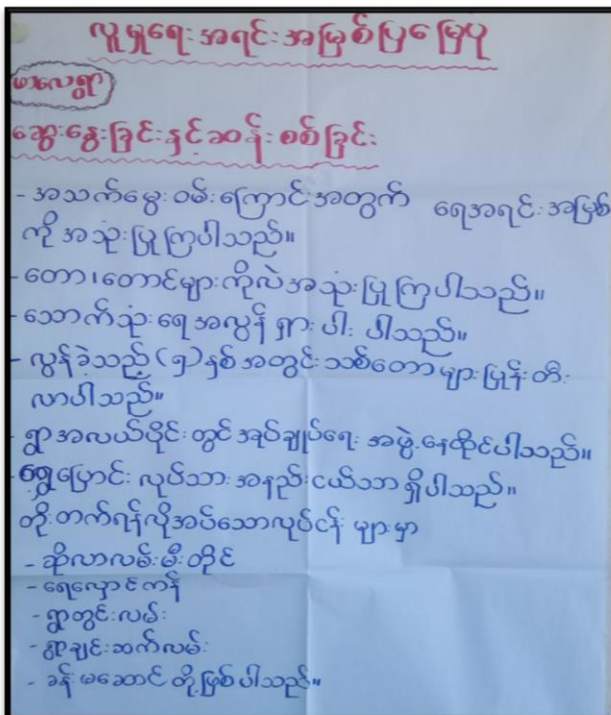 လူမှုရေးအရင်းအမြစ်ပြမြေပုံ
မာလေရွာ
ဆွေးနွေးခြင်းနှင့်ဆန်းစစ်ခြင်း
- အသက်မွေးဝမ်းကြောင်းအတွက် ရေအရင်းအမြစ်
ကိုအသုံးပြုကြပါသည်။
- တော၊တောင်များကိုလဲအသုံးပြုကြပါသည်။
- သောက်သုံးရေအလွန်ရှားပါးပါသည်။
- လွန်ခဲ့သည့်(၅)နှစ်အတွင်းသစ်တောများပြုန်းတီး
လာပါသည်။
- ရွာအလယ်ပိုင်းတွင်အုပ်ချုပ်ရေးအဖွဲ့နေထိုင်ပါသည်။
- ရွှေ့ပြောင်းလုပ်သားအနည်းငယ်သာရှိပါသည်။
တိုးတက်ရန်လိုအပ်သောလုပ်ငန်းများမှာ
- ဆိုလာလမ်းမီးတိုင်
- ရေလှောင်ကန်
- ရွာတွင်းလမ်း
- ရွာချင်းဆက်လမ်း
- ခန်းမဆောင်တို့ဖြစ်ပါသည်။